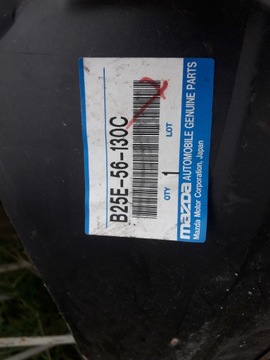 mazda AUTOMOBILE GENUINE PARTS
Mazda Motor Corporation, Japan
QTY 1 LOT
B25E-56-130C